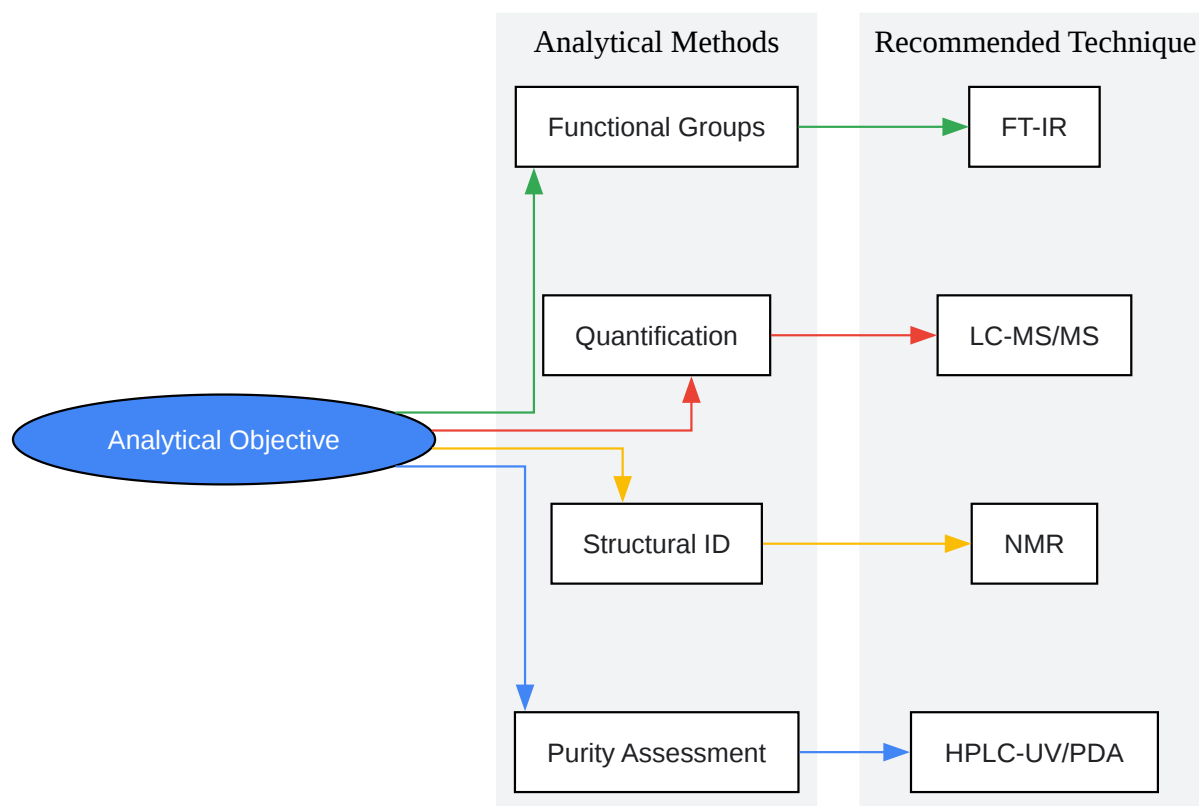 Analytical Methods
Recommended Technique
Functional Groups
FT-IR
Quantification
LC-MS/MS
Analytical Objective
Structural ID
NMR
Purity Assessment
HPLC-UV/PDA